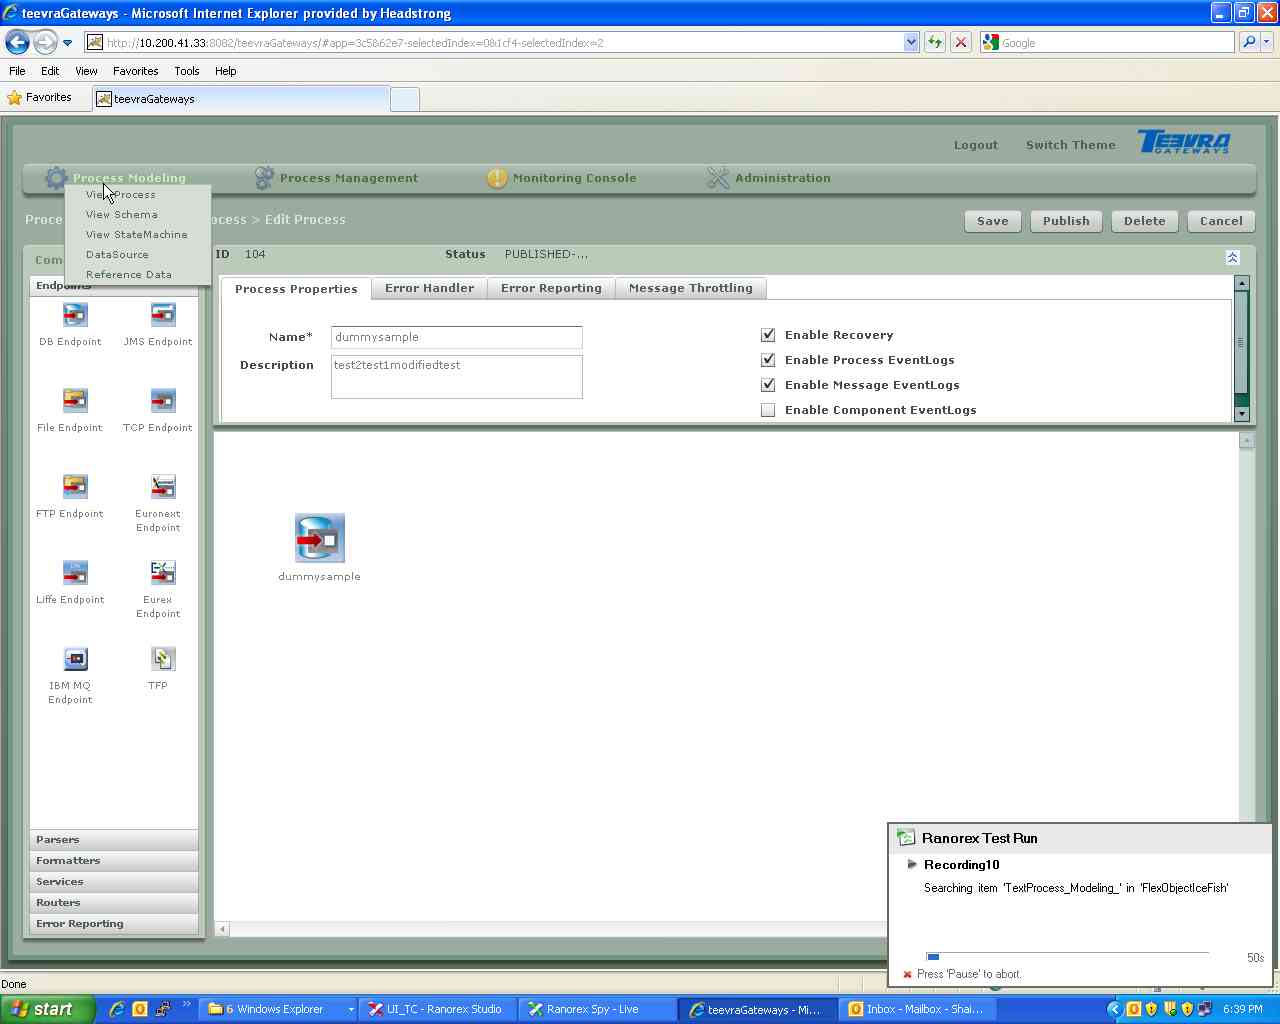 teevraGateways - Microsoft Internet Explorer provided by Headstrong
http://10.200.41.33:8082/teevraGateways/#app=3c5862e7-selectedIndex=0&1cf4-selectedIndex=2
Google
File Edit View Favorites Tools Help
Favorites
teevraGateways
Logout Switch Theme TEEVRA
GATEWAYS
Process Modeling Process Management Monitoring Console Administration
View Process
View Schema
View StateMachine
DataSource
Reference Data
Proce
ocess > Edit Process
Save Publish Delete Cancel
Com
ID 104 Status PUBLISHED-...
Endpoints
Process Properties Error Handler Error Reporting Message Throttling
Name* dummysample
Description test2test1modifiedtest
Enable Recovery
Enable Process EventLogs
Enable Message EventLogs
Enable Component EventLogs
DB Endpoint JMS Endpoint
File Endpoint TCP Endpoint
FTP Endpoint Euronext
Endpoint
Liffe Endpoint Eurex
Endpoint
IBM MQ
Endpoint
TFP
dummysample
Parsers
Formatters
Services
Routers
Error Reporting
Ranorex Test Run
Recording10
Searching item 'TextProcess_Modeling_' in 'FlexObjectIceFish'
50s
Press 'Pause' to abort.
Done
start
6 Windows Explorer
UI_TC - Ranorex Studio
Ranorex Spy - Live
teevraGateways - Mi...
Inbox - Mailbox - Shai...
6:39 PM